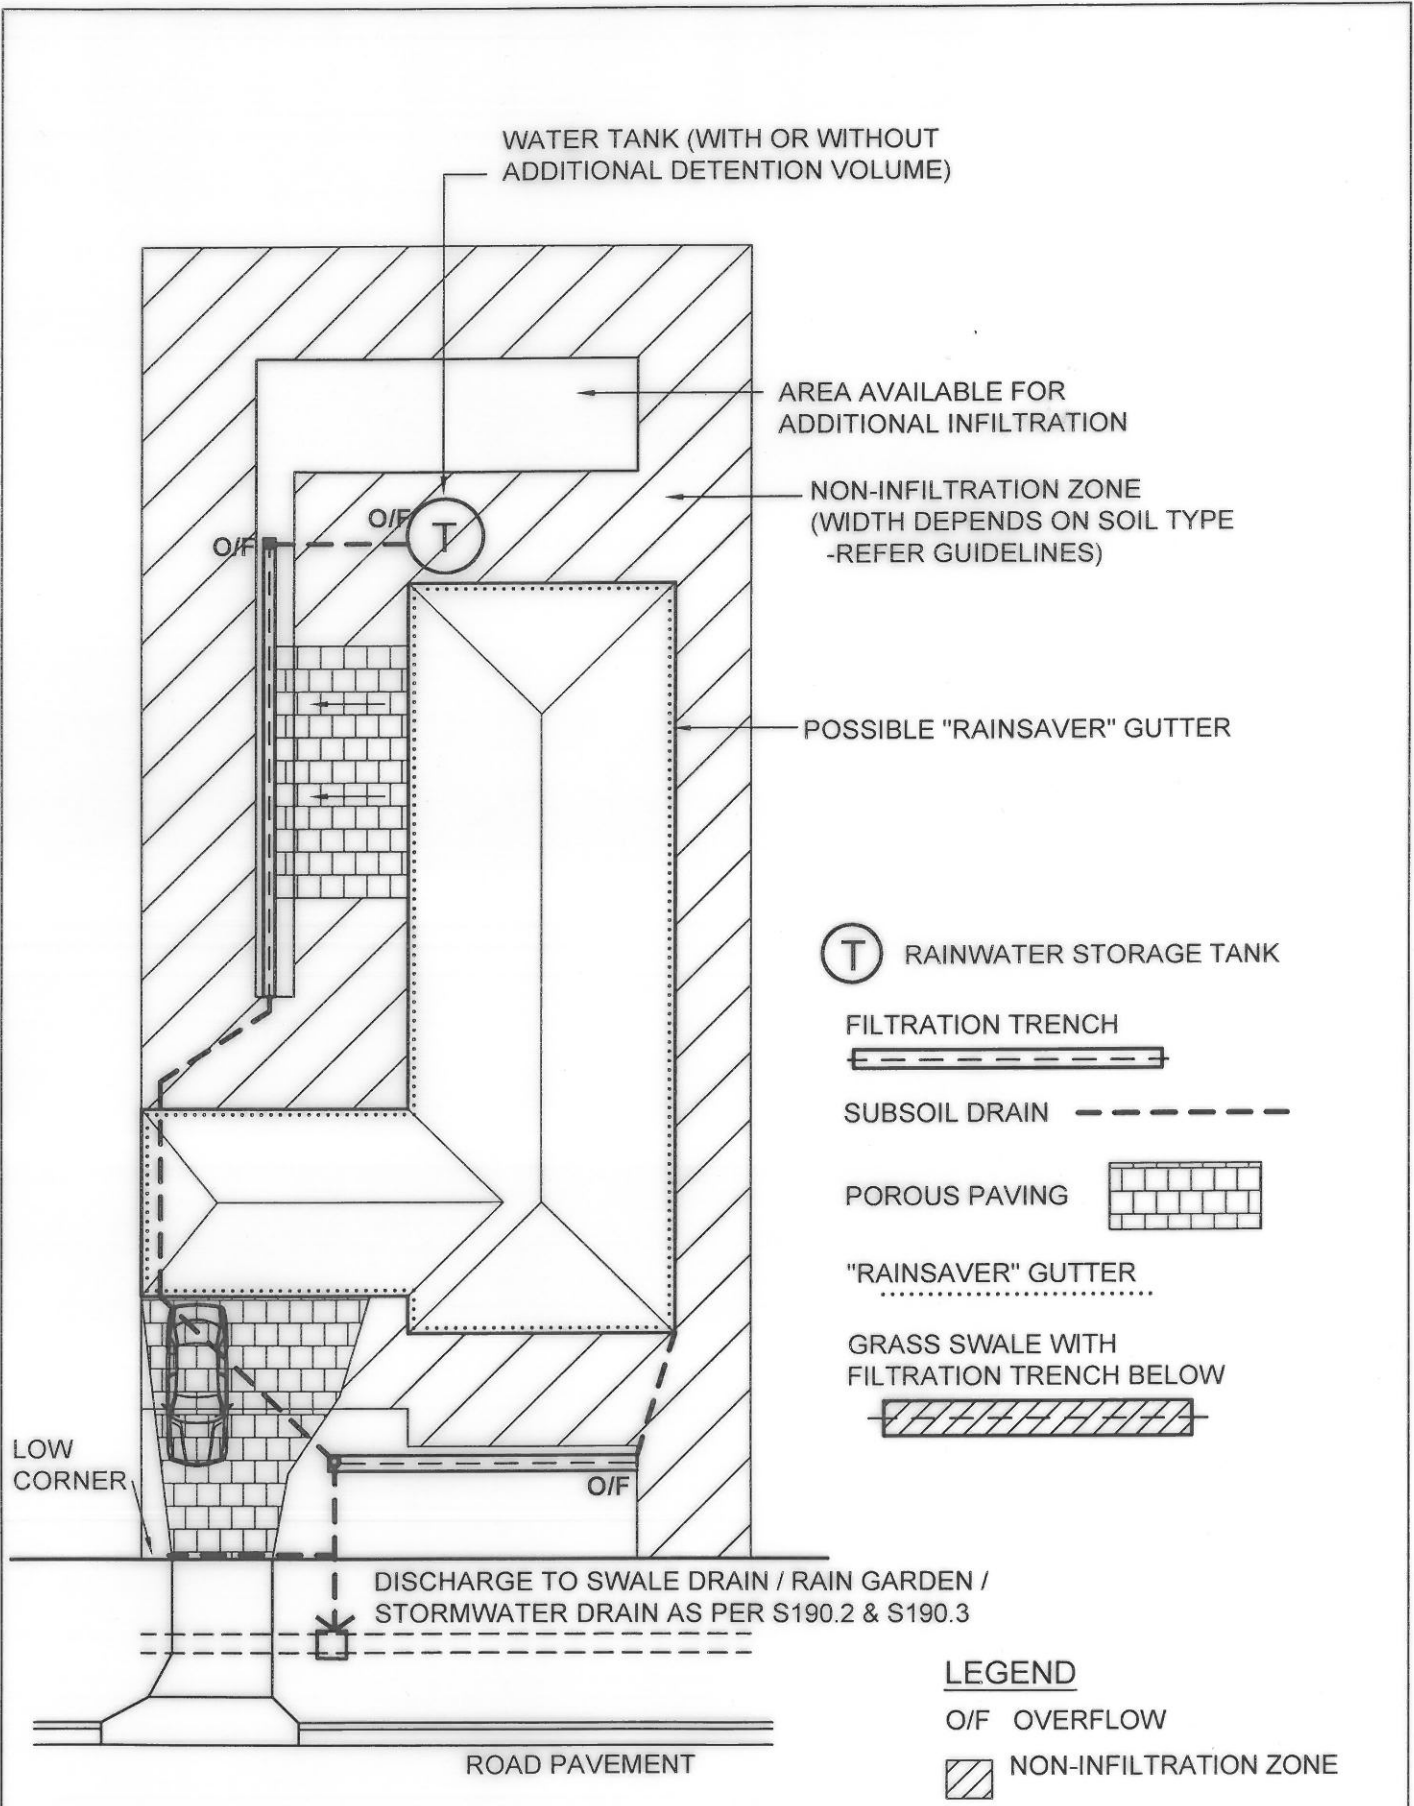 WATER TANK (WITH OR WITHOUT
ADDITIONAL DETENTION VOLUME)
AREA AVAILABLE FOR
ADDITIONAL INFILTRATION
NON-INFILTRATION ZONE
(WIDTH DEPENDS ON SOIL TYPE
-REFER GUIDELINES)
O/F
T
O/F
POSSIBLE "RAINSAVER" GUTTER
T RAINWATER STORAGE TANK
FILTRATION TRENCH
SUBSOIL DRAIN
POROUS PAVING
"RAINSAVER" GUTTER
GRASS SWALE WITH
FILTRATION TRENCH BELOW
LOW
CORNER
O/F
DISCHARGE TO SWALE DRAIN / RAIN GARDEN /
STORMWATER DRAIN AS PER S190.2 & S190.3
ROAD PAVEMENT
LEGEND
O/F OVERFLOW
NON-INFILTRATION ZONE